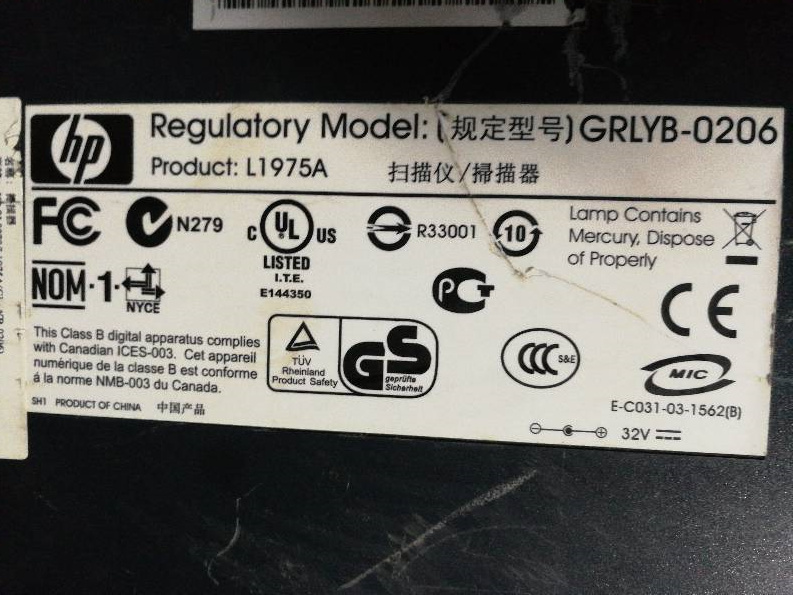 hp
Regulatory Model: (规定型号) GRLYB-0206
Product: L1975A 扫描仪/掃描器
FC N279 C UL US R33001 10 Lamp Contains
Mercury, Dispose
of Properly
LISTED
I.T.E.
E144350
NOM·1· NYCE PCT CE
This Class B digital apparatus complies
with Canadian ICES-003. Cet appareil
numérique de la classe B est conforme
á la norme NMB-003 du Canada.
TÜV
Rheinland
Product Safety
GS
geprüfte
Sicherheit
CCC S&E
MIC
E-C031-03-1562(B)
SH1 PRODUCT OF CHINA 中国产品
32V